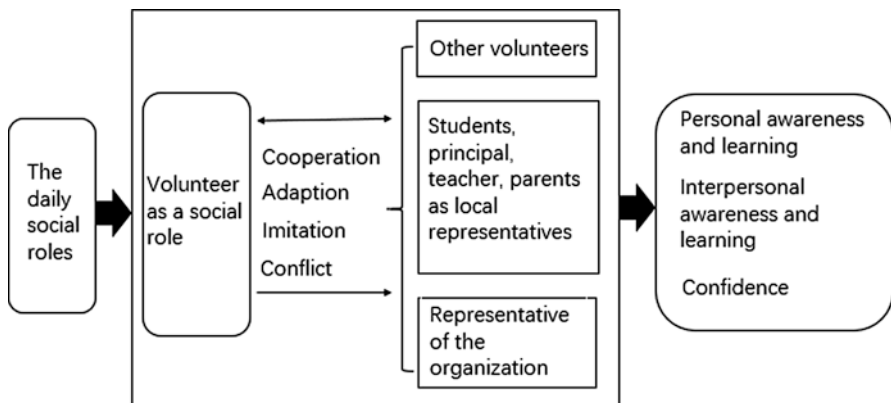 The
daily
social
roles
Volunteer
as a social
role
Cooperation
Adaption
Imitation
Conflict
Other volunteers
Students,
principal,
teacher, parents
as local
representatives
Representative
of the
organization
Personal awareness
and learning
Interpersonal
awareness and
learning
Confidence